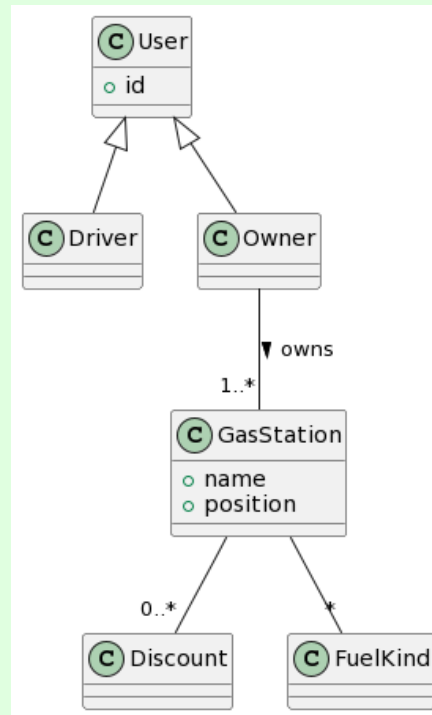 C User
id
C Driver
C Owner
owns
1..*
C GasStation
name
position
0..*
*
C Discount
C FuelKind